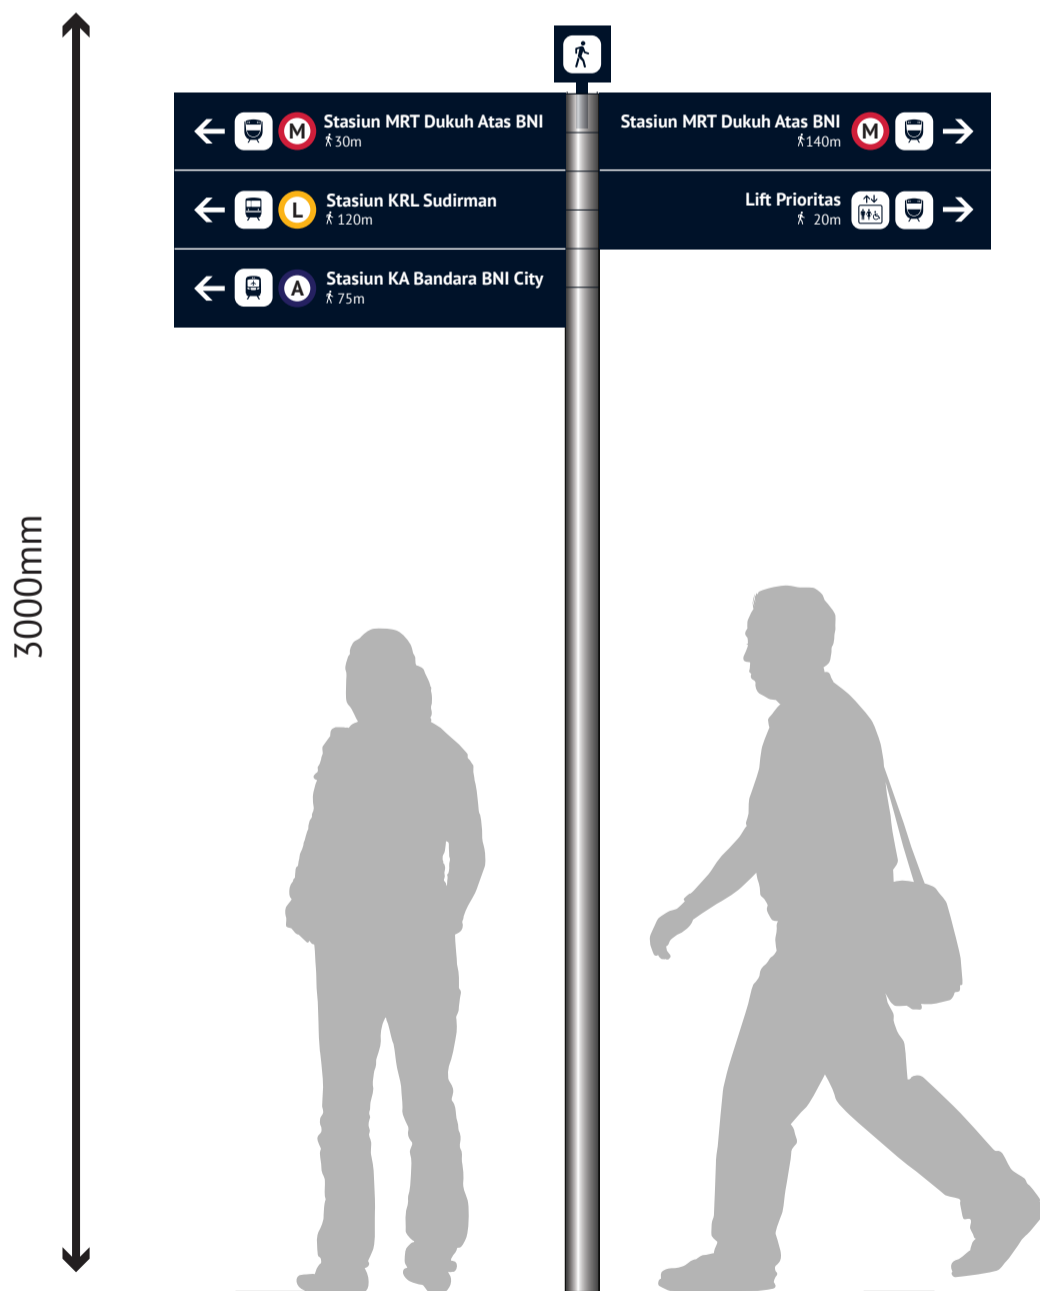 M Stasiun MRT Dukuh Atas BNI
30m
L Stasiun KRL Sudirman
120m
A Stasiun KA Bandara BNI City
75m
Stasiun MRT Dukuh Atas BNI M
140m
Lift Prioritas
20m
3000mm